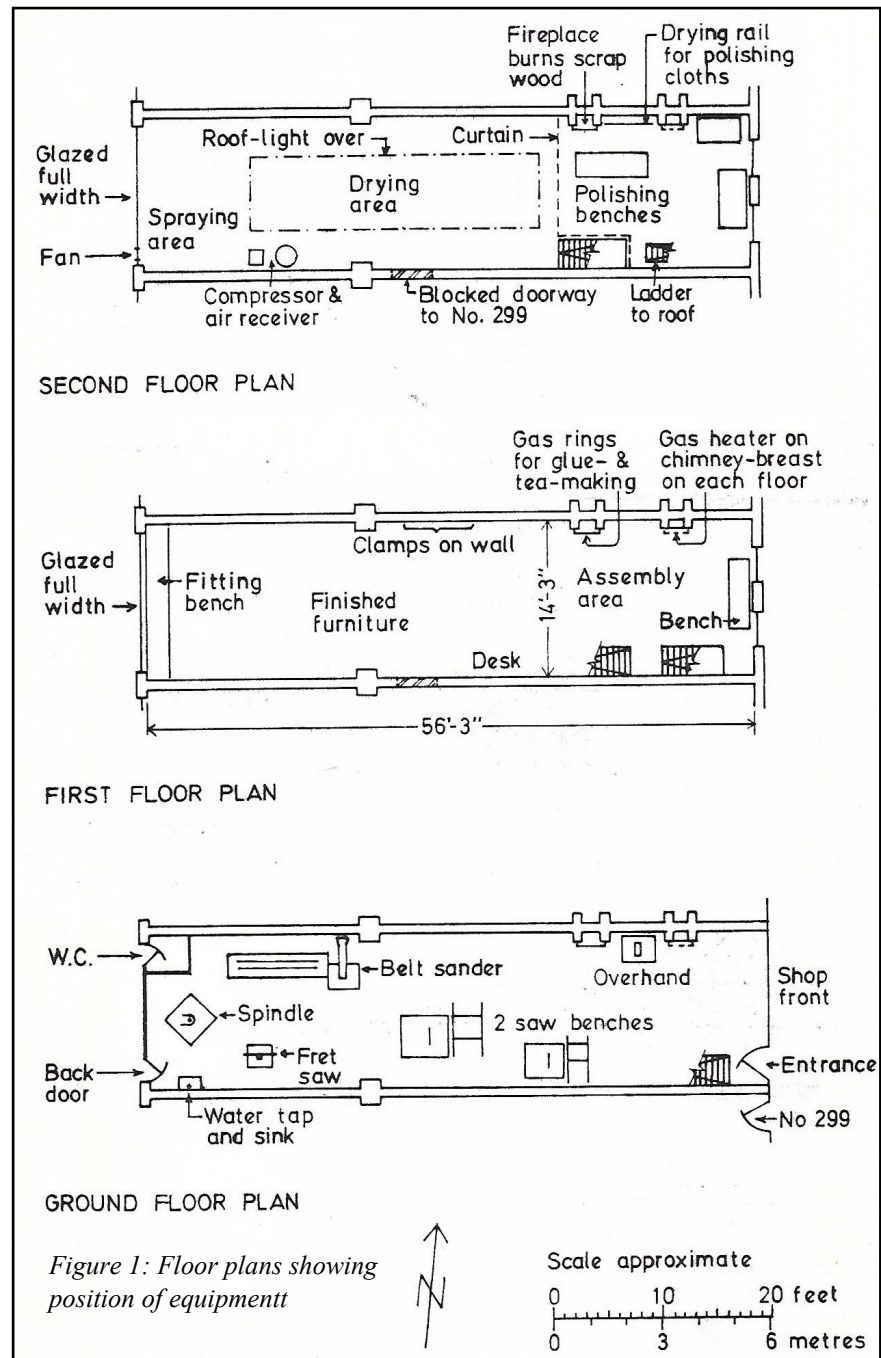 Fireplace
burns scrap
wood
Drying rail
for polishing
cloths
Roof-light over
Curtain
Glazed
full
width
Drying
area
Polishing
benches
Spraying
area
Fan
Compressor &
air receiver
Blocked doorway
to No. 299
Ladder
to roof
SECOND FLOOR PLAN
Gas rings
for glue- &
tea-making
Gas heater on
chimney-breast
on each floor
Clamps on wall
Glazed
full
width
Fitting
bench
Finished
furniture
14'-3"
Assembly
area
Bench
Desk
56'-3"
FIRST FLOOR PLAN
W.C.
Belt sander
Overhand
Shop
front
Spindle
2 saw benches
Fret
saw
Back
door
Entrance
Water tap
and sink
No 299
GROUND FLOOR PLAN
Figure 1: Floor plans showing
position of equipmentt
N
Scale approximate
0 10 20 feet
0 3 6 metres